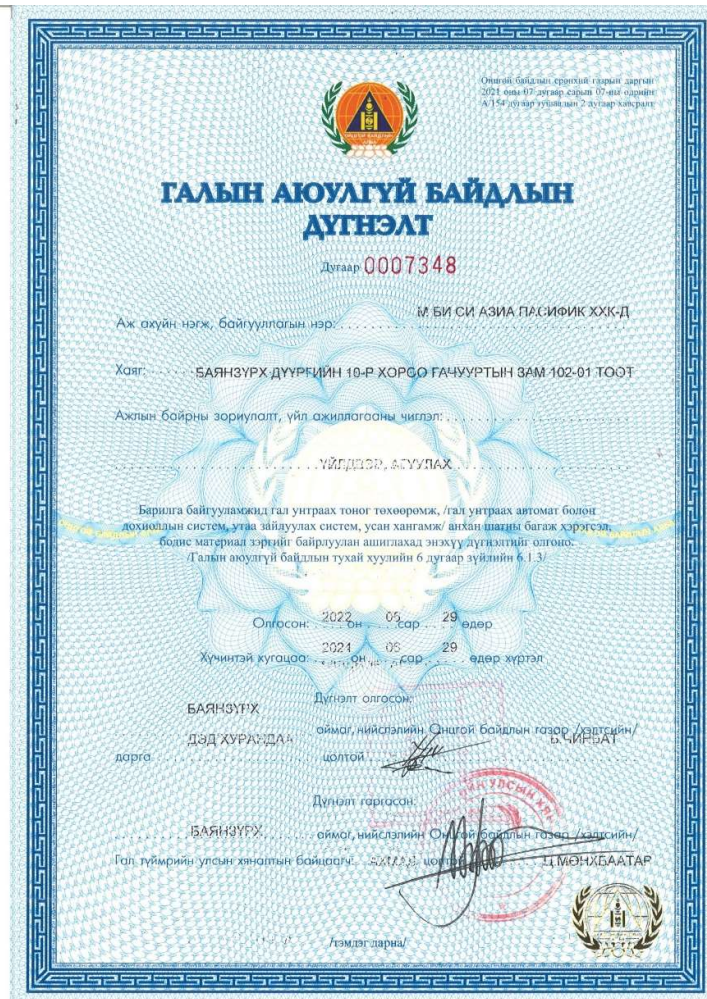 Онцгой байдлын ерөнхий газрын даргын
2021 оны 07 дугаар сарын 07-ны өдрийн
А/154 дугаар тушаалын 2 дугаар хавсралт
ГАЛЫН АЮУЛГҮЙ БАЙДЛЫН
ДҮГНЭЛТ
Дугаар 0007348
Аж ахуйн нэгж, байгууллагын нэр: М БИ СИ АЗИА ПАСИФИК ХХК-Д
Хаяг: БАЯНЗҮРХ ДҮҮРГИЙН 10-Р ХОРОО ГАЧУУРТЫН ЗАМ 102-01 ТООТ
Ажлын байрны зориулалт, үйл ажиллагааны чиглэл:
ҮЙЛДВЭР, АГУУЛАХ
Барилга байгууламжид гал унтраах тоног төхөөрөмж, /гал унтраах автомат болон
дохиоллын систем, утаа зайлуулах систем, усан хангамж/ анхан шатны багаж хэрэгсэл,
бодис материал зэргийг байрлуулан ашиглахад энэхүү дүгнэлтийг олгоно.
/Галын аюулгүй байдлын тухай хуулийн 6 дугаар зүйлийн 6.1.3/
Олгосон: 2022 он 06 сар 29 өдөр
Хүчинтэй хугацаа: 2024 он 06 сар 29 өдөр хүртэл
Дүгнэлт олгосон:
БАЯНЗҮРХ аймаг, нийслэлийн Онцгой байдлын газар /хэлтсийн/
дарга ДЭД ХУРАНДАА цолтой
Дүгнэлт гаргасан:
БАЯНЗҮРХ аймаг, нийслэлийн Онцгой байдлын газар /хэлтсийн/
Гал түймрийн улсын хяналтын байцаагч: АХМАД цолтой Ц.МӨНХБААТАР
/тэмдэг дарна/